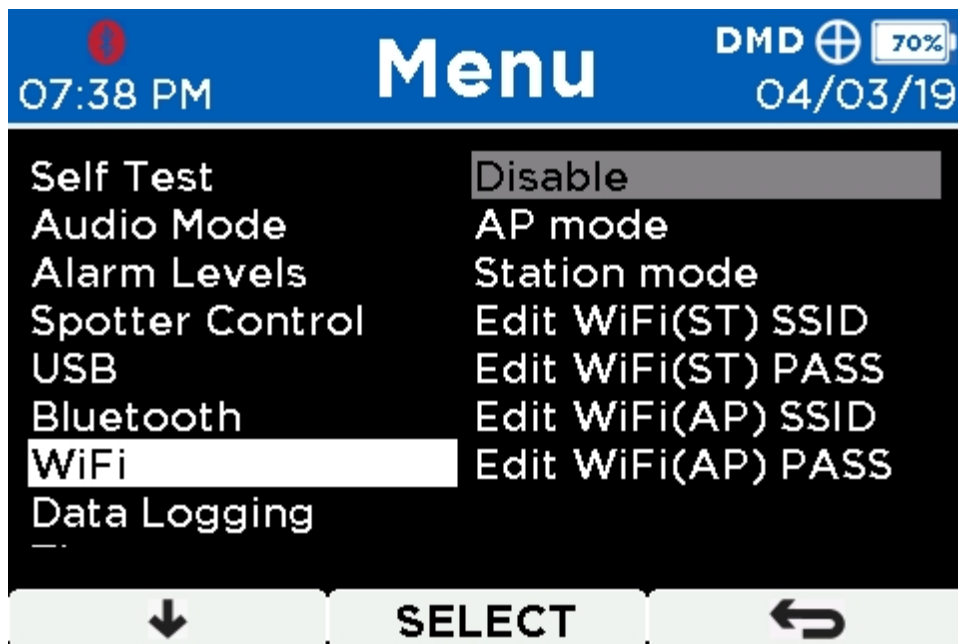 DMD 70%
07:38 PM Menu 04/03/19
Self Test
Audio Mode
Alarm Levels
Spotter Control
USB
Bluetooth
WiFi
Data Logging
Disable
AP mode
Station mode
Edit WiFi(ST) SSID
Edit WiFi(ST) PASS
Edit WiFi(AP) SSID
Edit WiFi(AP) PASS
SELECT